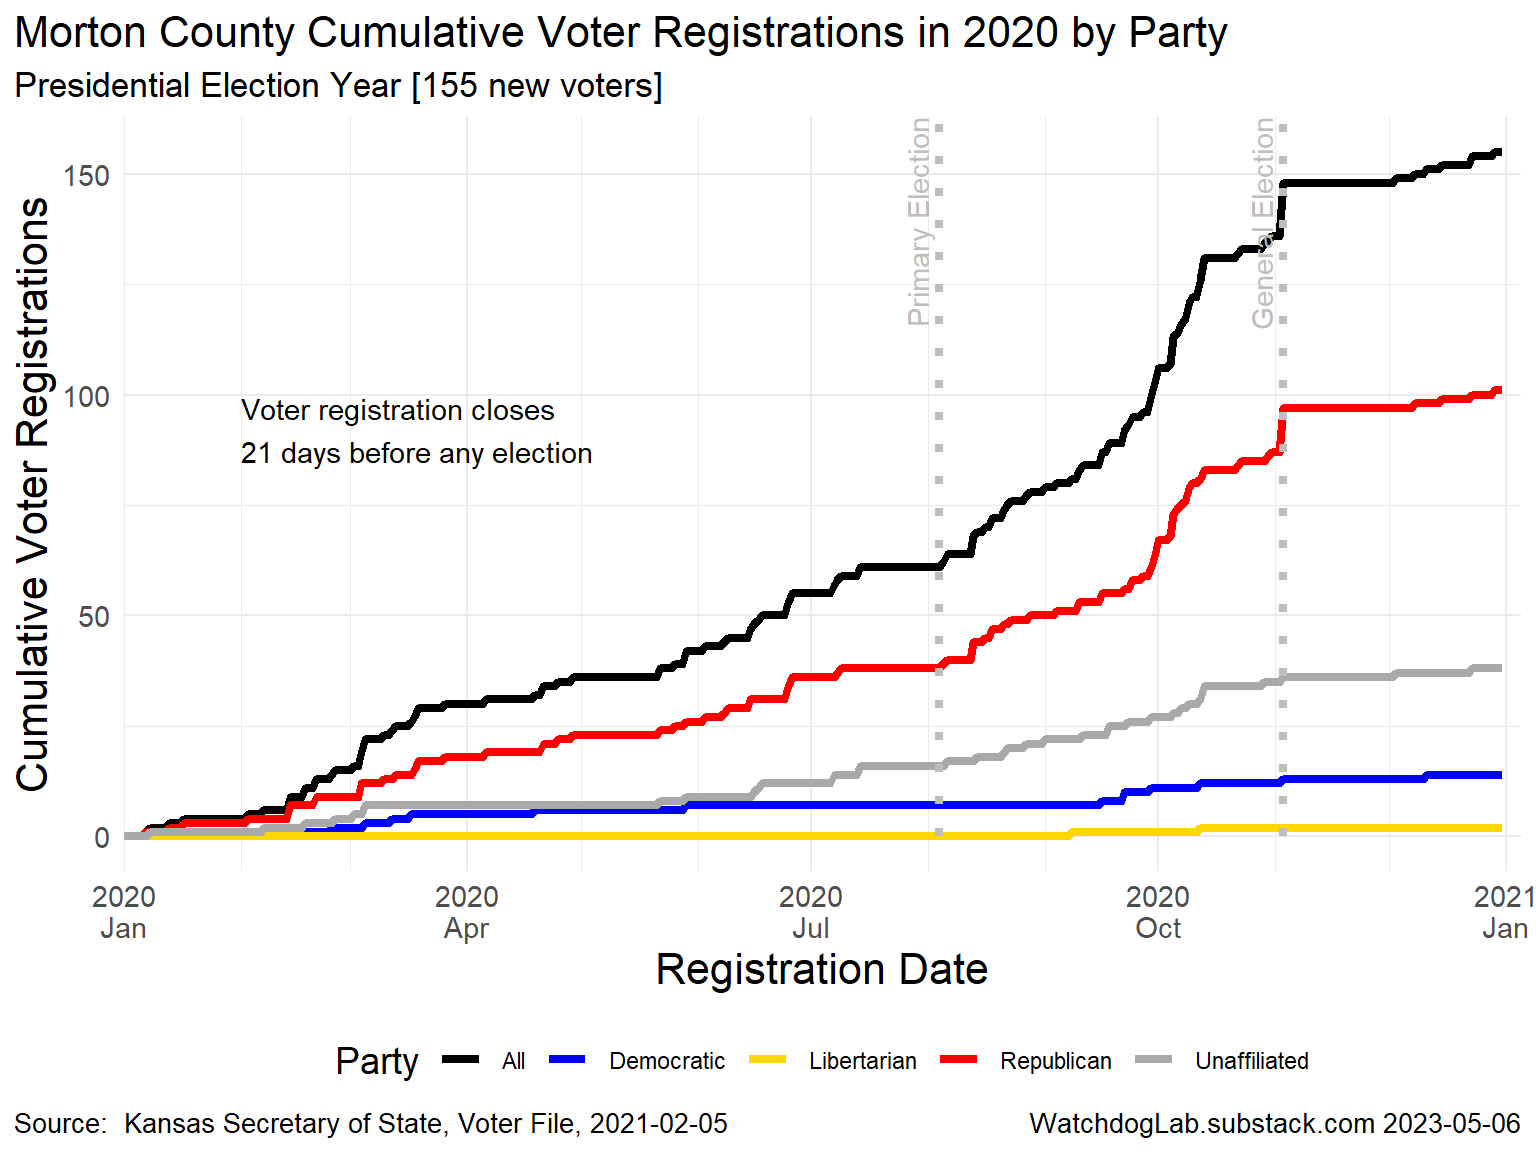 Morton County Cumulative Voter Registrations in 2020 by Party
Presidential Election Year [155 new voters]
Cumulative Voter Registrations
150
100
50
0
Voter registration closes
21 days before any election
Primary Election
General Election
2020
Jan
2020
Apr
2020
Jul
2020
Oct
2021
Jan
Registration Date
Party All Democratic Libertarian Republican Unaffiliated
Source:  Kansas Secretary of State, Voter File, 2021-02-05
WatchdogLab.substack.com 2023-05-06